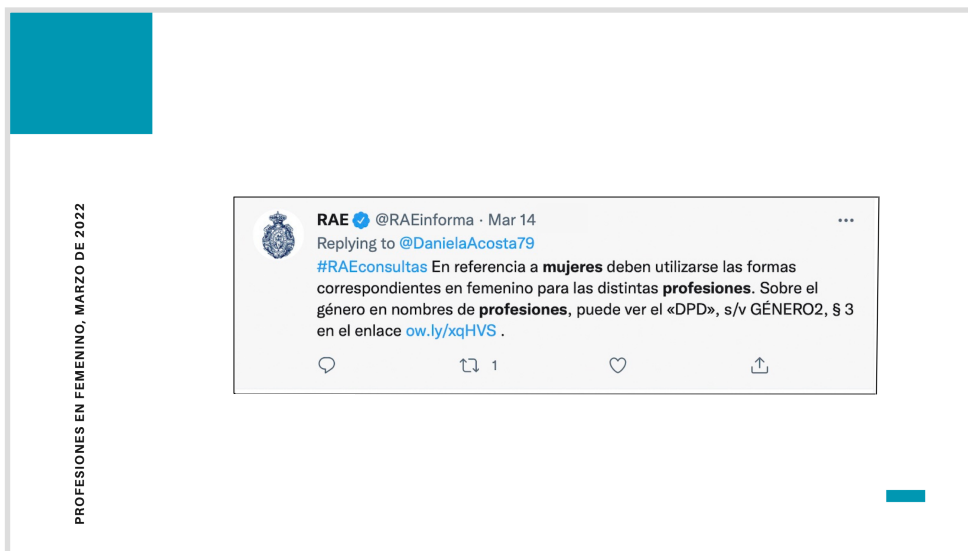 PROFESIONES EN FEMENINO, MARZO DE 2022
RAE @RAEinforma · Mar 14
Replying to @DanielaAcosta79
#RAEconsultas En referencia a mujeres deben utilizarse las formas
correspondientes en femenino para las distintas profesiones. Sobre el
género en nombres de profesiones, puede ver el «DPD», s/v GÉNERO2, § 3
en el enlace ow.ly/xqHVS .
1